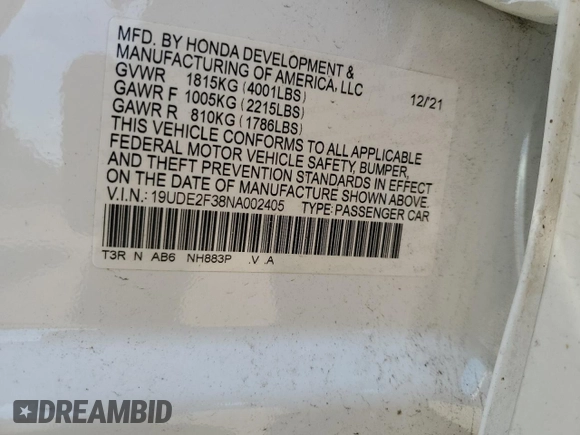 MFD. BY HONDA DEVELOPMENT &
MANUFACTURING OF AMERICA, LLC
GVWR 1815KG(4001LBS) 12/21
GAWR F 1005KG(2215LBS)
GAWR R 810KG(1786LBS)
THIS VEHICLE CONFORMS TO ALL APPLICABLE
FEDERAL MOTOR VEHICLE SAFETY, BUMPER,
AND THEFT PREVENTION STANDARDS IN EFFECT
ON THE DATE OF MANUFACTURE SHOWN ABOVE.
V.I.N.: 19UDE2F38NA002405 TYPE:PASSENGER CAR
T3R N AB6 NH883P .V .A
DREAMBID